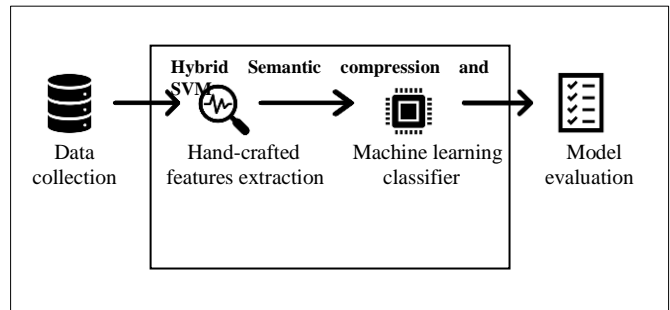 Hybrid Semantic compression and
SVM
Data
collection
Hand-crafted
features extraction
Machine learning
classifier
Model
evaluation